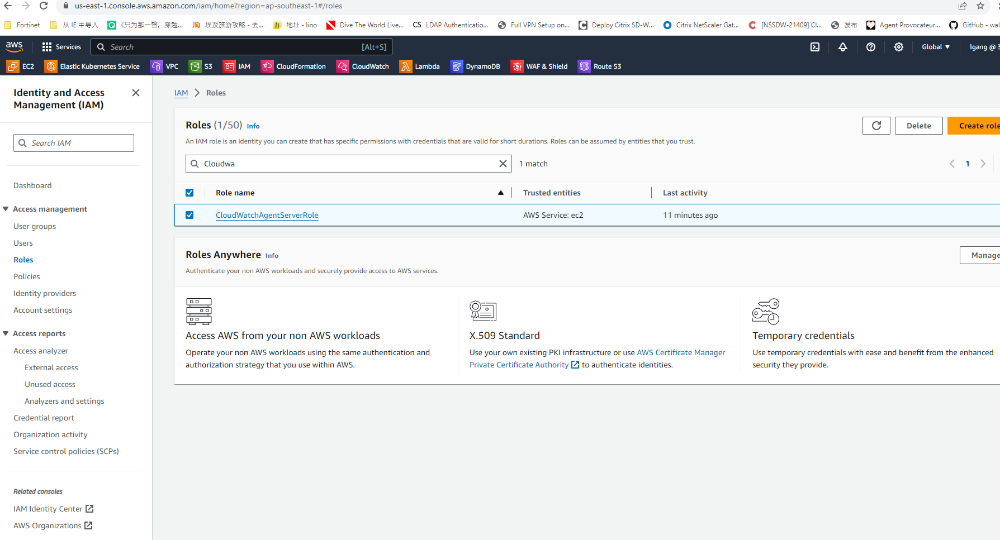 us-east-1.console.aws.amazon.com/iam/home?region=ap-southeast-1#/roles
Fortinet 从 IE 中导入 《只为那一瞥，穿越... 埃及旅游攻略 - 去... 地址 - lino Dive The World Live... CS LDAP Authenticatio... Full VPN Setup on... Deploy Citrix SD-W... Citrix NetScaler Gat... [NSSDW-21409] Cl... 发布 Agent Provocateur... GitHub - wal
aws Services Search [Alt+S] Global lgang @ 3
EC2 Elastic Kubernetes Service VPC S3 IAM CloudFormation CloudWatch Lambda DynamoDB WAF & Shield Route 53
Identity and Access
Management (IAM)
Search IAM
Dashboard
Access management
User groups
Users
Roles
Policies
Identity providers
Account settings
Access reports
Access analyzer
External access
Unused access
Analyzers and settings
Credential report
Organization activity
Service control policies (SCPs)
Related consoles
IAM Identity Center
AWS Organizations
IAM > Roles
Roles (1/50) Info
Delete
Create role
An IAM role is an identity you can create that has specific permissions with credentials that are valid for short durations. Roles can be assumed by entities that you trust.
Cloudwa
1 match
1
Role name Trusted entities Last activity
CloudWatchAgentServerRole AWS Service: ec2 11 minutes ago
Roles Anywhere Info
Manage
Authenticate your non AWS workloads and securely provide access to AWS services.
Access AWS from your non AWS workloads
Operate your non AWS workloads using the same authentication and
authorization strategy that you use within AWS.
X.509 Standard
Use your own existing PKI infrastructure or use AWS Certificate Manager
Private Certificate Authority to authenticate identities.
Temporary credentials
Use temporary credentials with ease and benefit from the enhanced
security they provide.